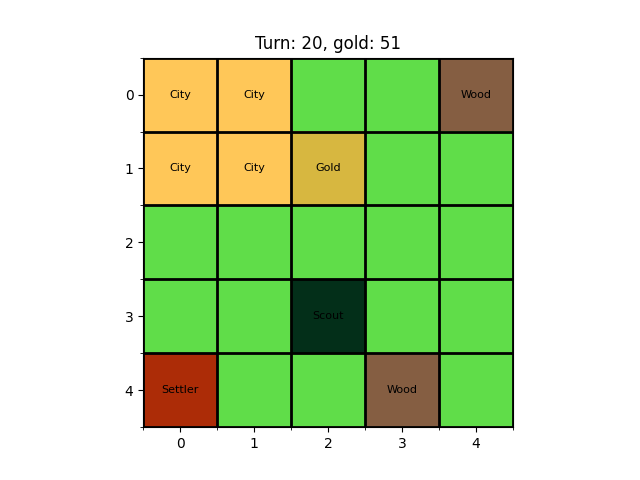 Turn: 20, gold: 51
0 City City Wood
1 City City Gold
2
3 Scout
4 Settler Wood
0 1 2 3 4